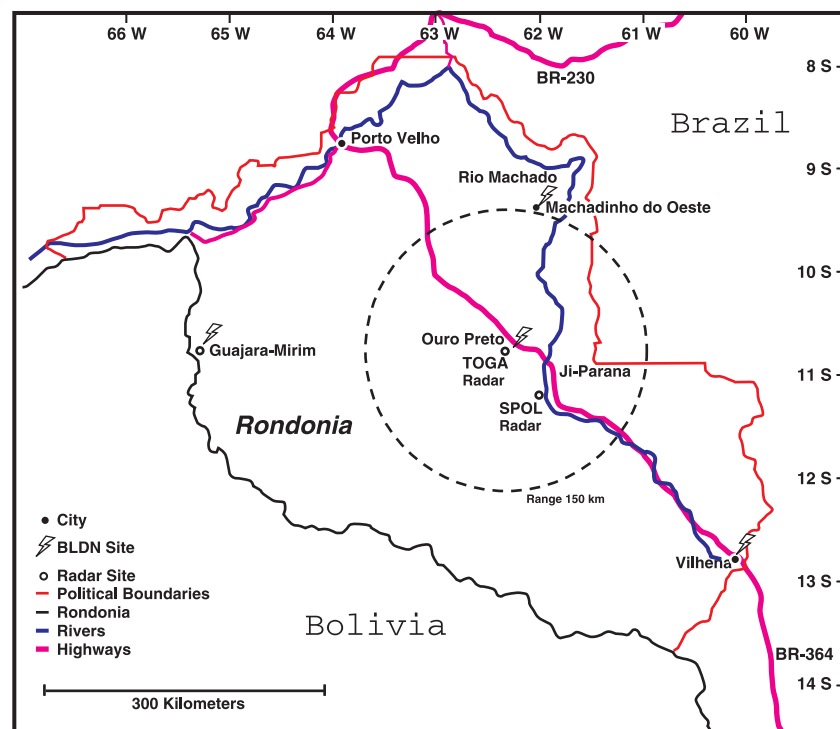 66 W 65 W 64 W 63 W 62 W 61 W 60 W
8 S
BR-230
Brazil
Porto Velho
9 S
Rio Machado
Machadinho do Oeste
10 S
Ouro Preto
Guajara-Mirim
TOGA
Radar
Ji-Parana
11 S
SPOL
Radar
Rondonia
12 S
Range 150 km
City
BLDN Site
Vilhena
Radar Site
13 S
Political Boundaries
Rondonia
Bolivia
Rivers
Highways
BR-364
14 S
300 Kilometers